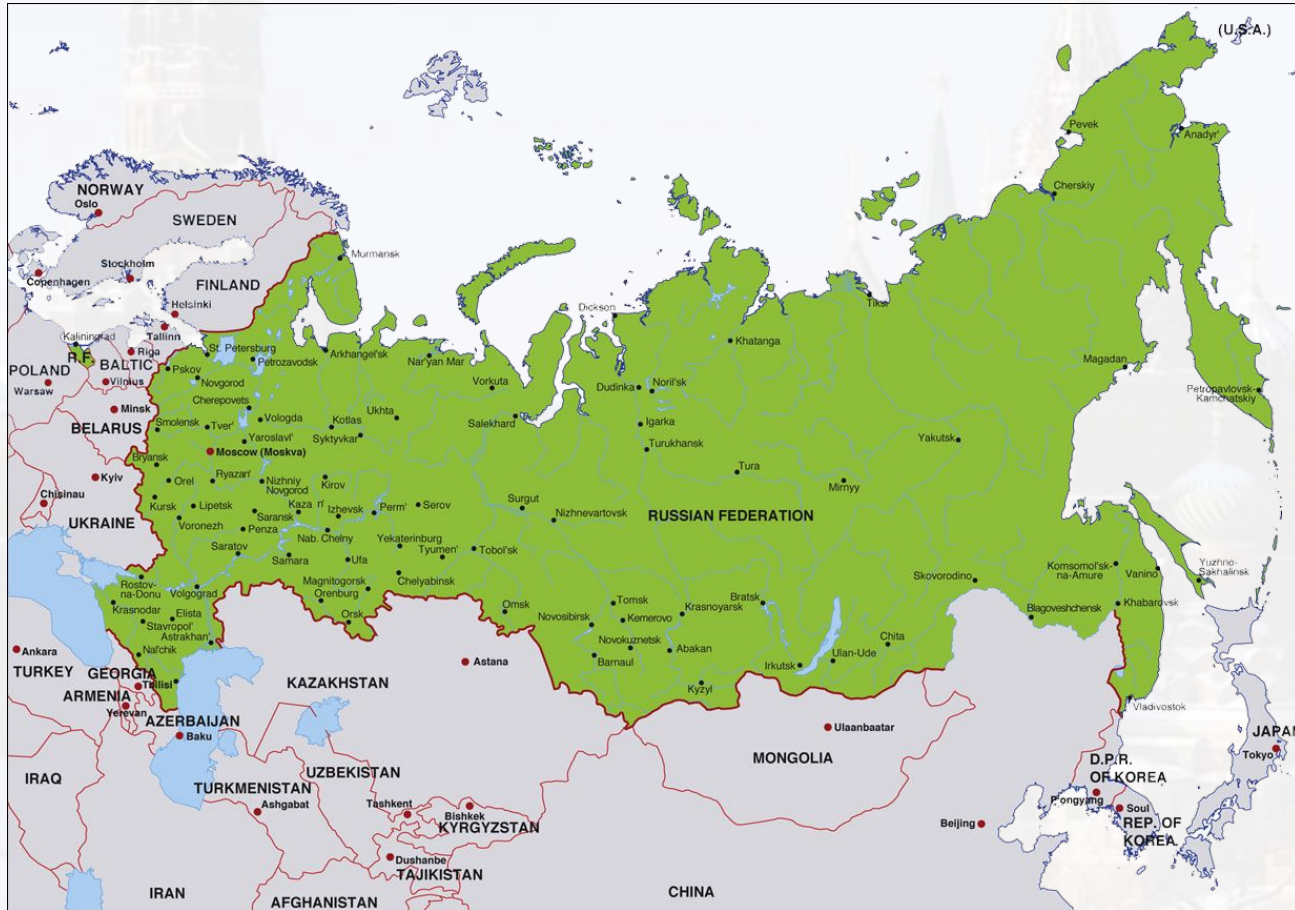 (U.S.A.)
Pevek
Anadyr'
NORWAY
Oslo
Cherskiy
SWEDEN
Murmansk
Stockholm
Copenhagen
FINLAND
Helsinki
Dickson
Tiksi
Kaliningrad
Tallinn
R.F.
Riga
BALTIC
St. Petersburg
Petrozavodsk
Arkhangel'sk
Nar'yan Mar
Khatanga
Magadan
POLAND
Warsaw
Vilnius
Pskov
Novgorod
Vorkuta
Dudinka
Noril'sk
Petropavlovsk-
Kamchatskiy
Minsk
BELARUS
Cherepovets
Smolensk
Tver'
Vologda
Kotlas
Ukhta
Salekhard
Igarka
Yaroslavl'
Syktyvkar
Turukhansk
Yakutsk
Moscow (Moskva)
Bryansk
Kyiv
Orel
Ryazan'
Nizhniy
Novgorod
Kirov
Tura
Mirnyy
Chisinau
UKRAINE
Kursk
Lipetsk
Voronezh
Saransk
Kaza n'
Izhevsk
Perm'
Serov
Surgut
Nizhnevartovsk
RUSSIAN FEDERATION
Penza
Nab. Chelny
Yekaterinburg
Saratov
Samara
Ufa
Tyumen'
Tobol'sk
Rostov-
na-Donu
Volgograd
Magnitogorsk
Orenburg
Chelyabinsk
Skovorodino
Komsomol'sk-
na-Amure
Vanino
Yuzhno-
Sakhalinsk
Krasnodar
Elista
Stavropol'
Astrakhan'
Orsk
Omsk
Tomsk
Novosibirsk
Kemerovo
Krasnoyarsk
Bratsk
Blagoveshchensk
Khabarovsk
Nal'chik
Novokuznetsk
Barnaul
Abakan
Irkutsk
Ulan-Ude
Chita
Ankara
TURKEY
GEORGIA
Tbilisi
Astana
KAZAKHSTAN
Kyzyl
Vladivostok
ARMENIA
Yerevan
AZERBAIJAN
Baku
Ulaanbaatar
MONGOLIA
JAPAN
Tokyo
IRAQ
TURKMENISTAN
Ashgabat
UZBEKISTAN
Tashkent
Bishkek
KYRGYZSTAN
D.P.R.
OF KOREA
P'ongyang
Soul
REP. OF
KOREA
Beijing
Dushanbe
TAJIKISTAN
IRAN
AFGHANISTAN
CHINA